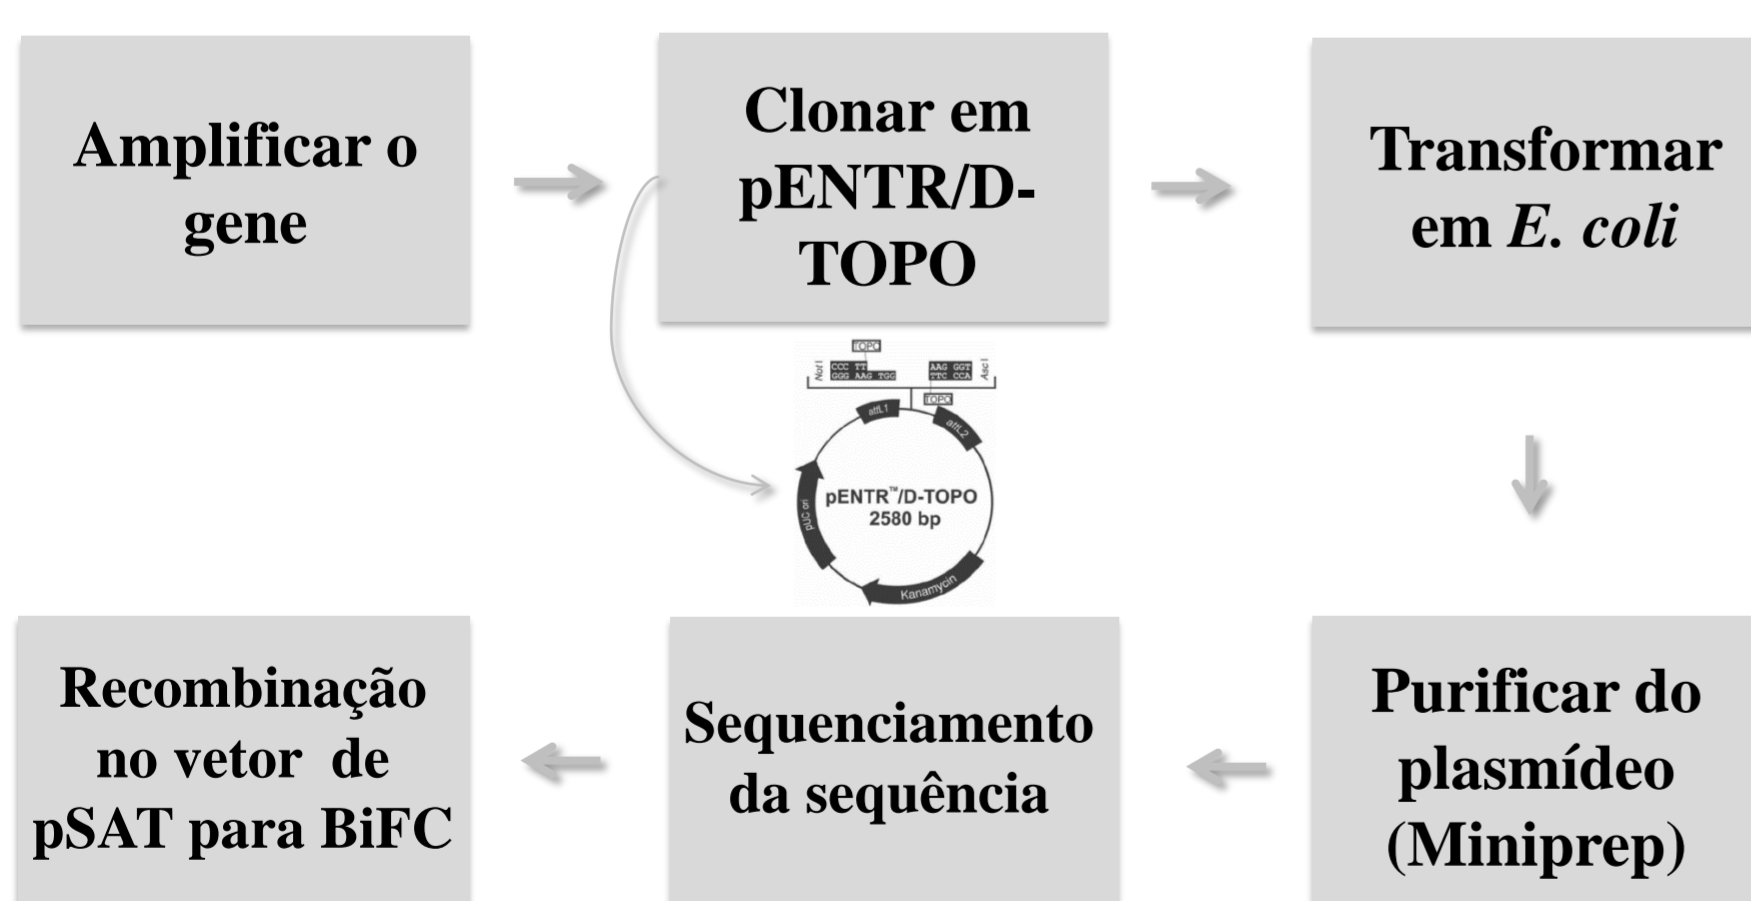 Amplificar o
gene
Clonar em
pENTR/D-
TOPO
Transformar
em E. coli
TOPO
Not I
CCC TT
GGG AAG TGG
AAG GGT
TTC CCA
Asc I
TOPO
attL1
attL2
pENTR™/D-TOPO
2580 bp
pUC ori
Kanamycin
Purificar do
plasmídeo
(Miniprep)
Sequenciamento
da sequência
Recombinação
no vetor de
pSAT para BiFC